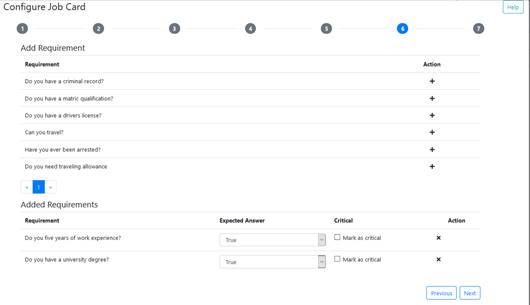 Configure Job Card
Help
1 2 3 4 5 6 7
Add Requirement
Requirement Action
Do you have a criminal record? +
Do you have a matric qualification? +
Do you have a drivers license? +
Can you travel? +
Have you ever been arrested? +
Do you need traveling allowance +
« 1 »
Added Requirements
Requirement Expected Answer Critical Action
Do you five years of work experience? True Mark as critical ×
Do you have a university degree? True Mark as critical ×
Previous Next